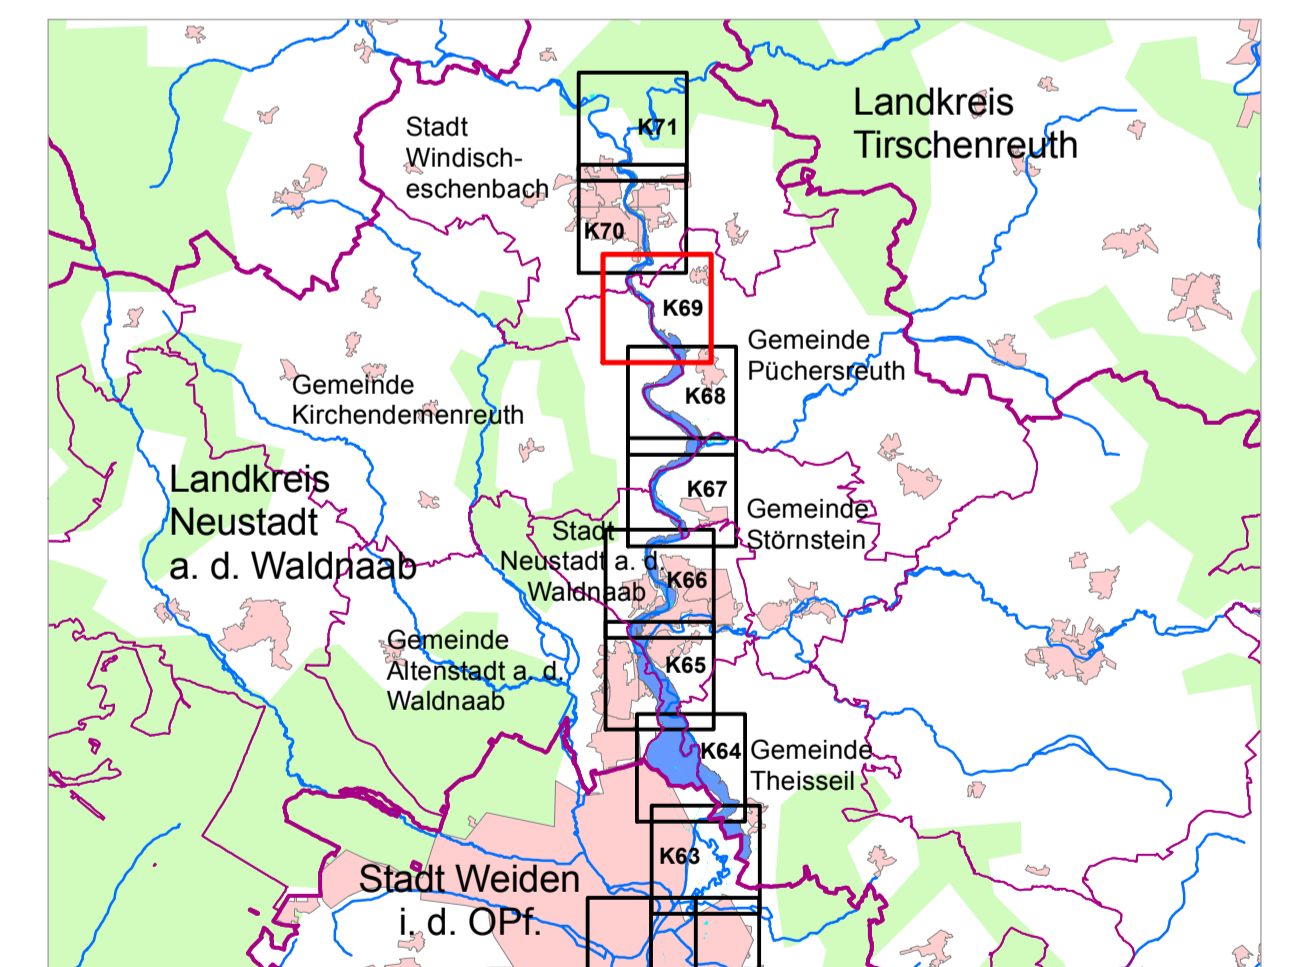 Landkreis
Tirschenreuth
Stadt
Windisch-
eschenbach
K71
K70
K69
Gemeinde
Püchersreuth
Gemeinde
Kirchendemenreuth
K68
Landkreis
Neustadt
a. d. Waldnaab
K67
Gemeinde
Störnstein
Stadt
Neustadt a. d.
Waldnaab
K66
Gemeinde
Altenstadt a. d.
Waldnaab
K65
K64
Gemeinde
Theisseil
K63
Stadt Weiden
i. d. OPf.